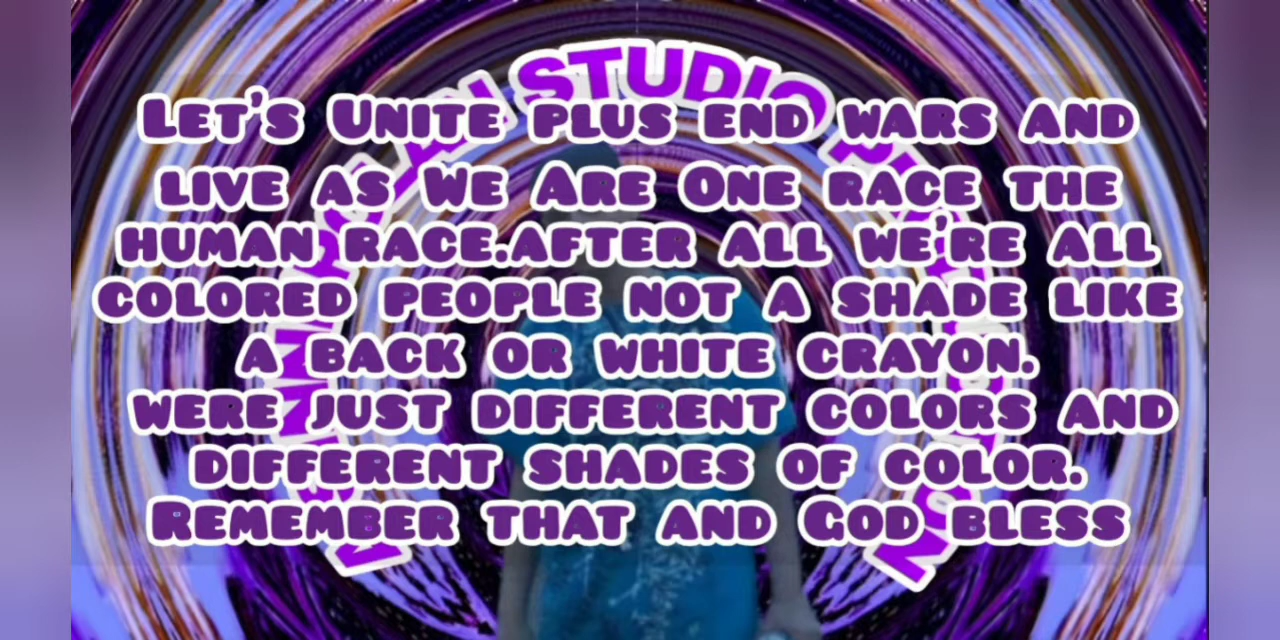 Let's Unite plus end wars and
live as We Are One race the
human race.after all we're all
colored people not a shade like
a back or white crayon.
were just different colors and
different shades of color.
Remember that and God bless
STUDIO